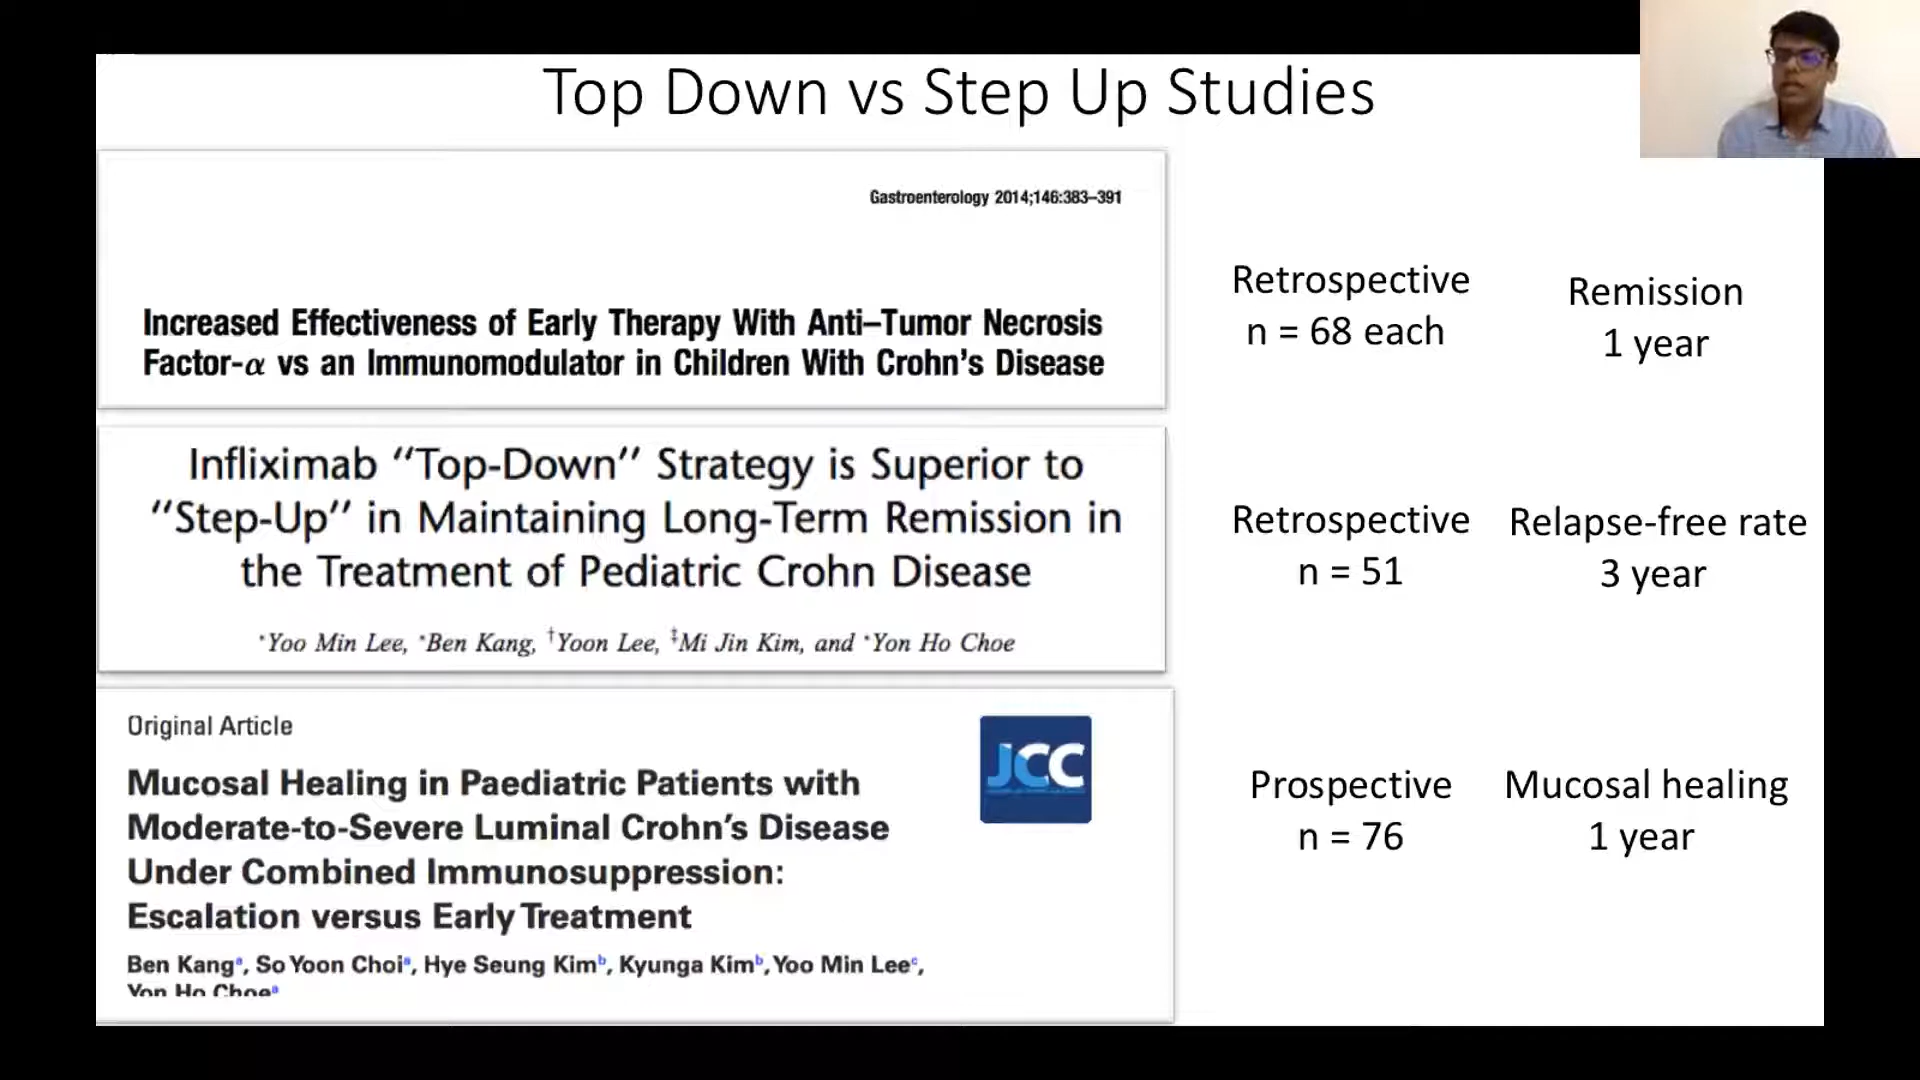 Top Down vs Step Up Studies
Gastroenterology 2014;146:383–391
Increased Effectiveness of Early Therapy With Anti–Tumor Necrosis
Factor-α vs an Immunomodulator in Children With Crohn's Disease
Retrospective
n = 68 each
Remission
1 year
Infliximab "Top-Down" Strategy is Superior to
"Step-Up" in Maintaining Long-Term Remission in
the Treatment of Pediatric Crohn Disease
*Yoo Min Lee, *Ben Kang, †Yoon Lee, ‡Mi Jin Kim, and *Yon Ho Choe
Retrospective
n = 51
Relapse-free rate
3 year
Original Article
JCC
Mucosal Healing in Paediatric Patients with
Moderate-to-Severe Luminal Crohn's Disease
Under Combined Immunosuppression:
Escalation versus Early Treatment
Ben Kangᵃ, So Yoon Choiᵃ, Hye Seung Kimᵇ, Kyunga Kimᵇ, Yoo Min Leeᶜ,
Yon Ho Choeᵃ
Prospective
n = 76
Mucosal healing
1 year